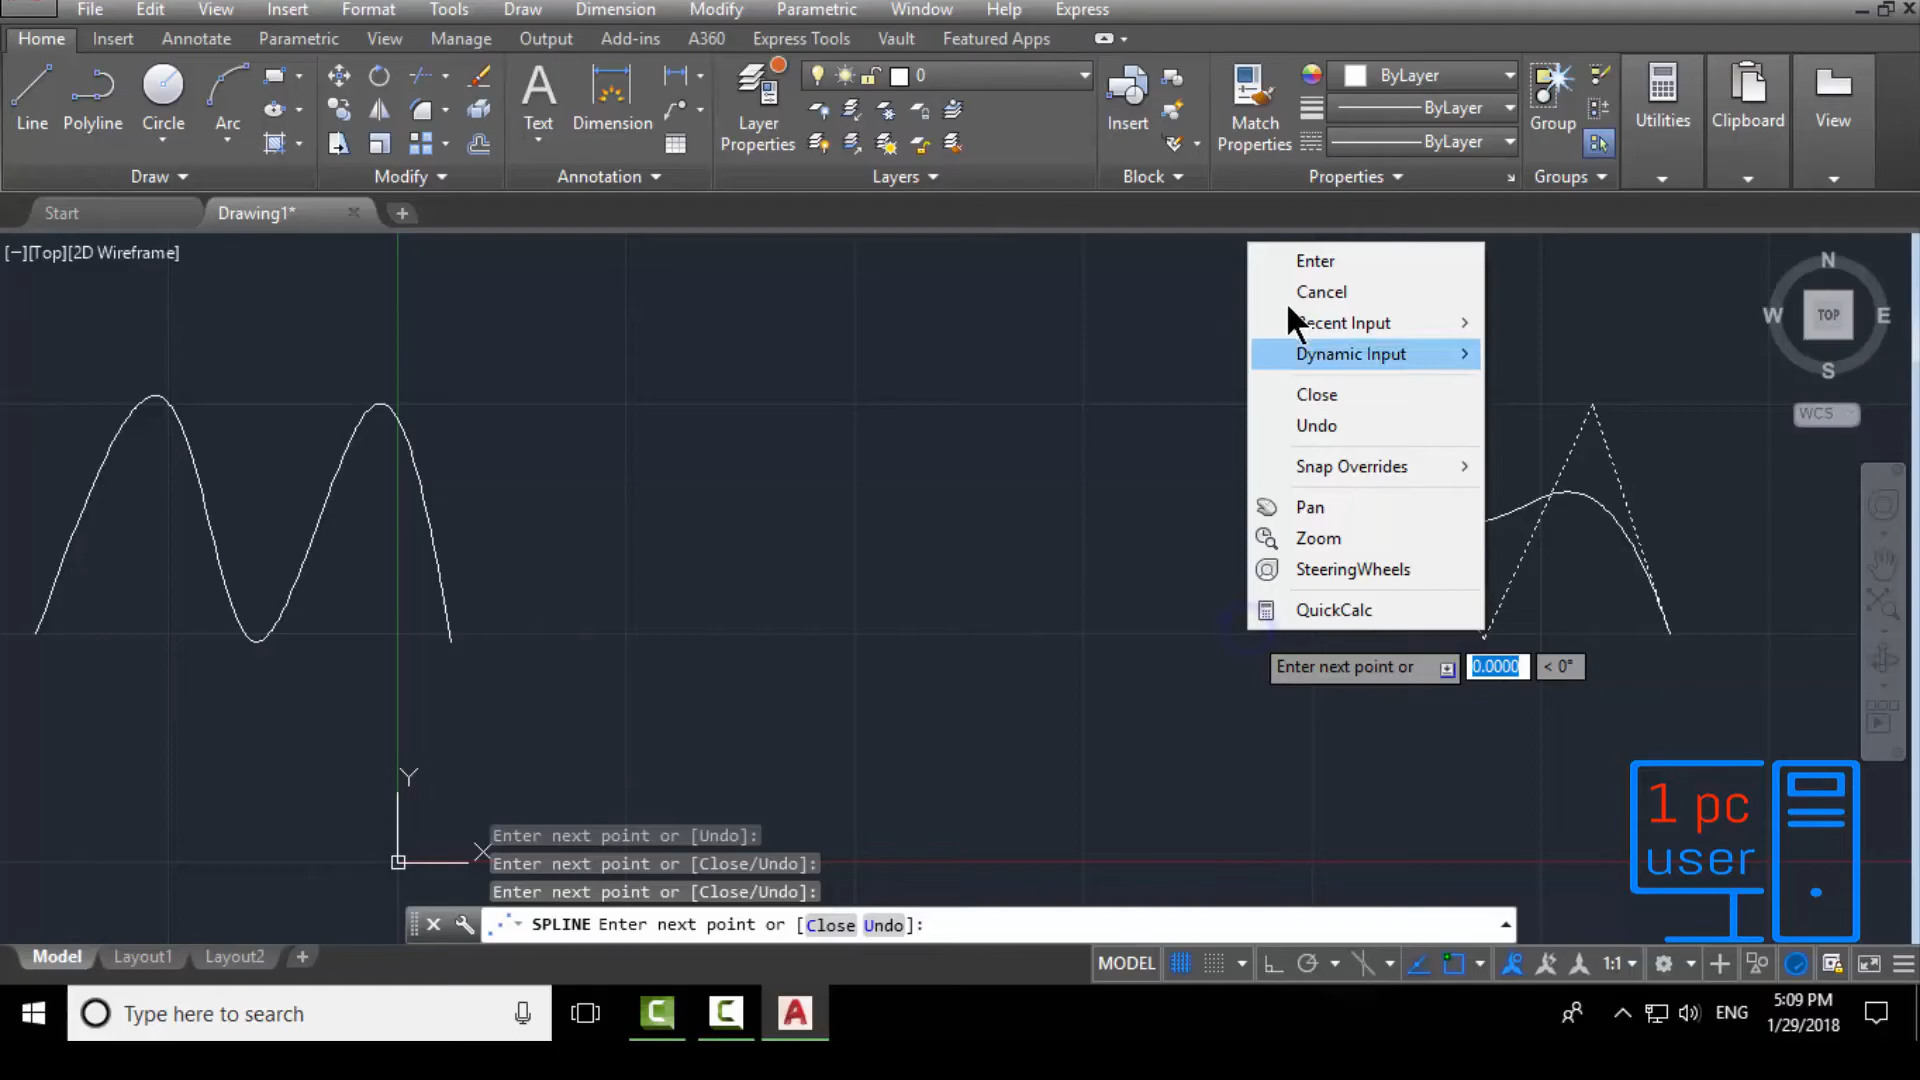 File Edit View Insert Format Tools Draw Dimension Modify Parametric Window Help Express
Home Insert Annotate Parametric View Manage Output Add-ins A360 Express Tools Vault Featured Apps
0
ByLayer
ByLayer
ByLayer
Line Polyline Circle Arc
Text Dimension
Layer Properties
Insert
Match Properties
Group
Utilities
Clipboard
View
Draw Modify Annotation Layers Block Properties Groups
Start Drawing1*
[−][Top][2D Wireframe]
Enter
Cancel
ecent Input
Dynamic Input
Close
Undo
Snap Overrides
Pan
Zoom
SteeringWheels
QuickCalc
N
W TOP E
S
WCS
Enter next point or 0.0000 < 0°
Y
X
Enter next point or [Undo]:
Enter next point or [Close/Undo]:
Enter next point or [Close/Undo]:
SPLINE Enter next point or [Close Undo]:
1 pc
user
Model Layout1 Layout2
MODEL 1:1
Type here to search
ENG
5:09 PM
1/29/2018